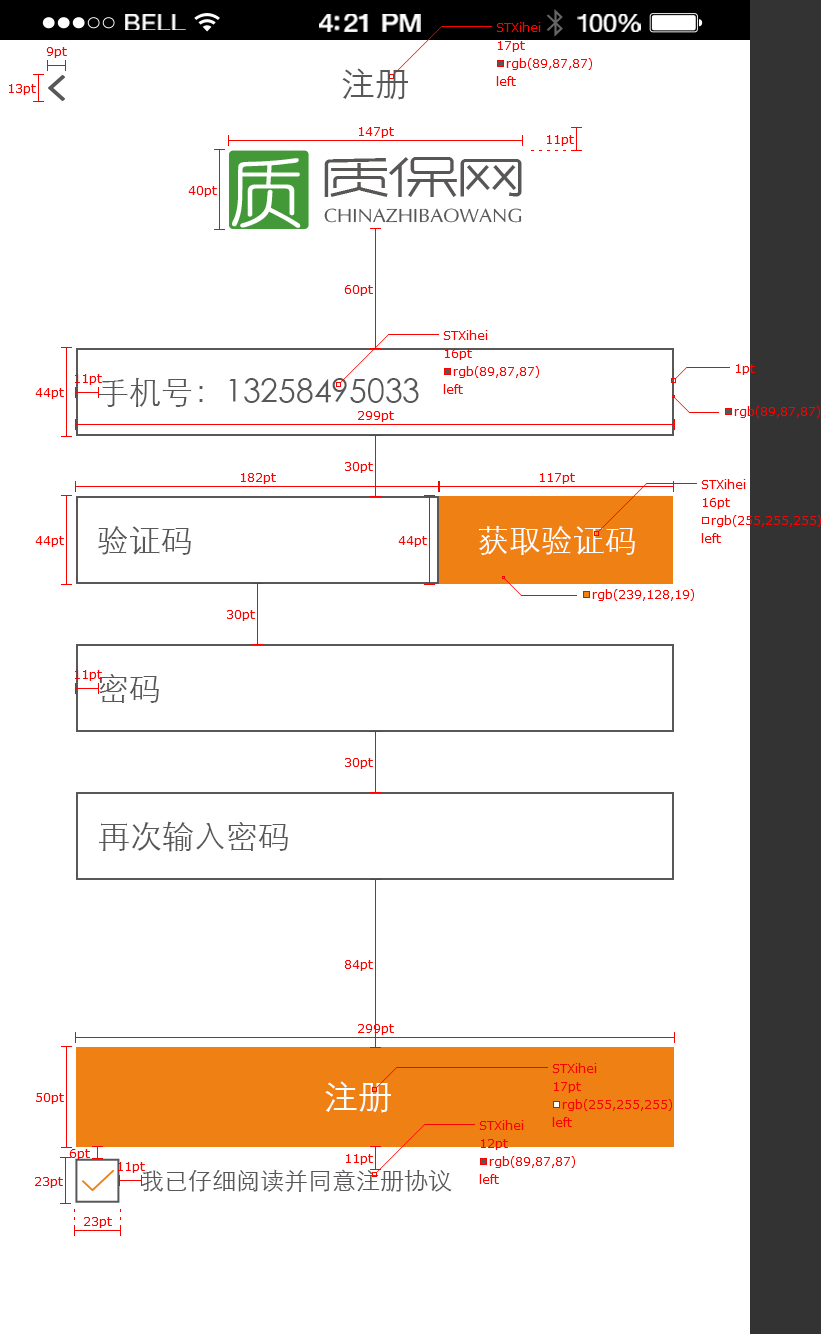 BELL 4:21 PM 100%
STXihei
17pt
rgb(89,87,87)
left
9pt
13pt
注册
147pt
11pt
40pt
质 质保网
CHINAZHIBAOWANG
60pt
STXihei
16pt
rgb(89,87,87)
left
1pt
rgb(89,87,87)
44pt
11pt
手机号：13258495033
299pt
30pt
182pt
117pt
STXihei
16pt
rgb(255,255,255)
left
44pt
验证码
44pt
获取验证码
rgb(239,128,19)
30pt
11pt
密码
30pt
再次输入密码
84pt
299pt
50pt
注册
STXihei
17pt
rgb(255,255,255)
left
STXihei
12pt
rgb(89,87,87)
left
6pt
11pt
11pt
23pt
我已仔细阅读并同意注册协议
23pt